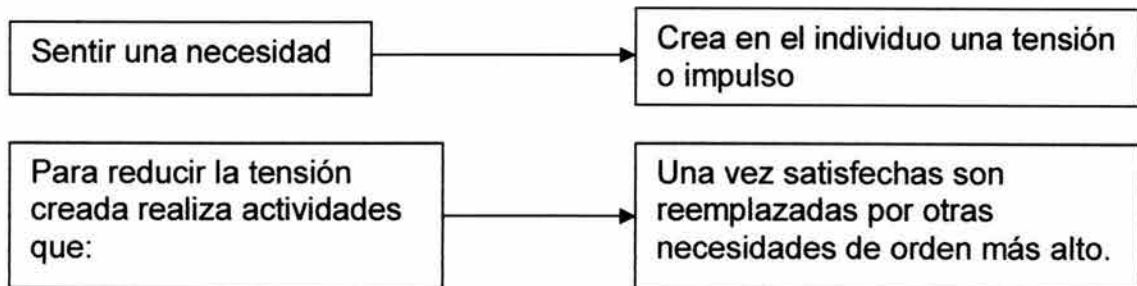 Sentir una necesidad
Crea en el individuo una tensión
o impulso
Para reducir la tensión
creada realiza actividades
que:
Una vez satisfechas son
reemplazadas por otras
necesidades de orden más alto.